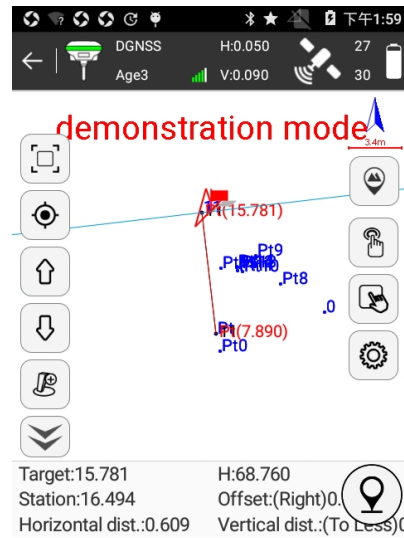 下午1:59
DGNSS H:0.050 27
Age3 V:0.090 30
demonstration mode
3.4m
(15.781)
Pt9
Pt8
.0
(7.890)
Pt0
Target:15.781 H:68.760
Station:16.494 Offset:(Right)0.
Horizontal dist.:0.609 Vertical dist.:(To Less)0